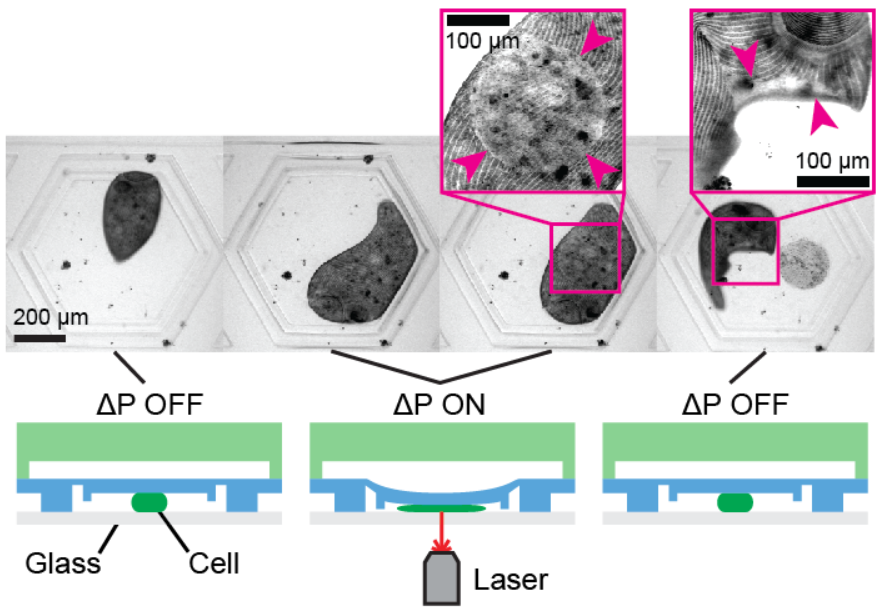 100 µm
100 µm
200 µm
ΔP OFF
ΔP ON
ΔP OFF
Glass
Cell
Laser